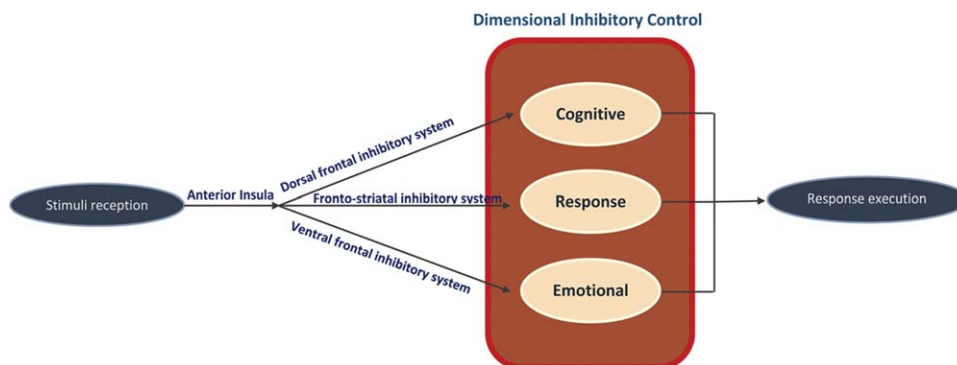 Dimensional Inhibitory Control
Cognitive
Dorsal frontal inhibitory system
Stimuli reception
Anterior Insula
Fronto-striatal inhibitory system
Response
Response execution
Ventral frontal inhibitory system
Emotional